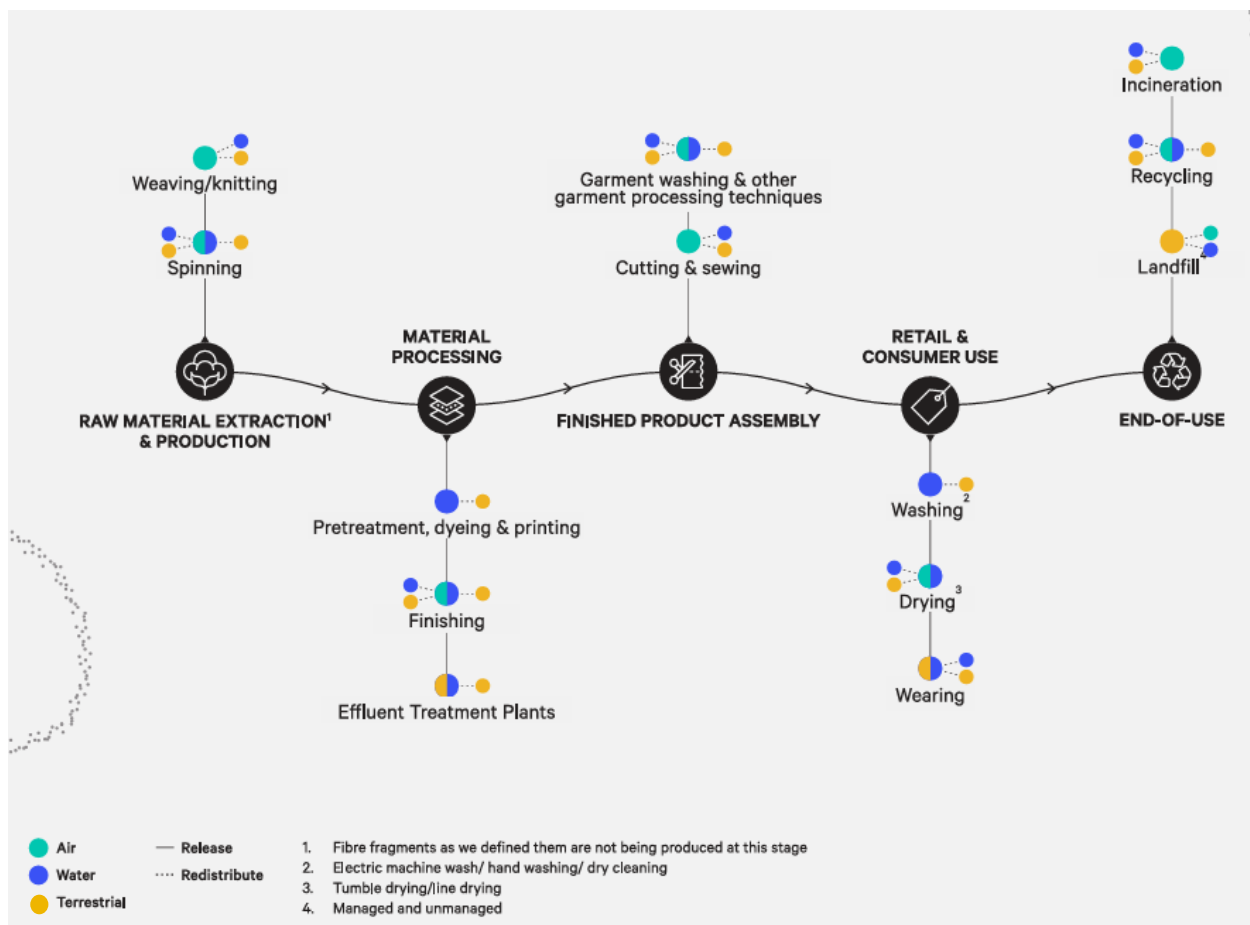 Incineration
Weaving/knitting
Garment washing & other
garment processing techniques
Recycling
Spinning
Cutting & sewing
Landfill4
MATERIAL
PROCESSING
RETAIL &
CONSUMER USE
RAW MATERIAL EXTRACTION1
& PRODUCTION
FINISHED PRODUCT ASSEMBLY
END-OF-USE
Pretreatment, dyeing & printing
Washing2
Finishing
Drying3
Effluent Treatment Plants
Wearing
Air
Water
Terrestrial
Release
Redistribute
1. Fibre fragments as we defined them are not being produced at this stage
2. Electric machine wash/ hand washing/ dry cleaning
3. Tumble drying/line drying
4. Managed and unmanaged